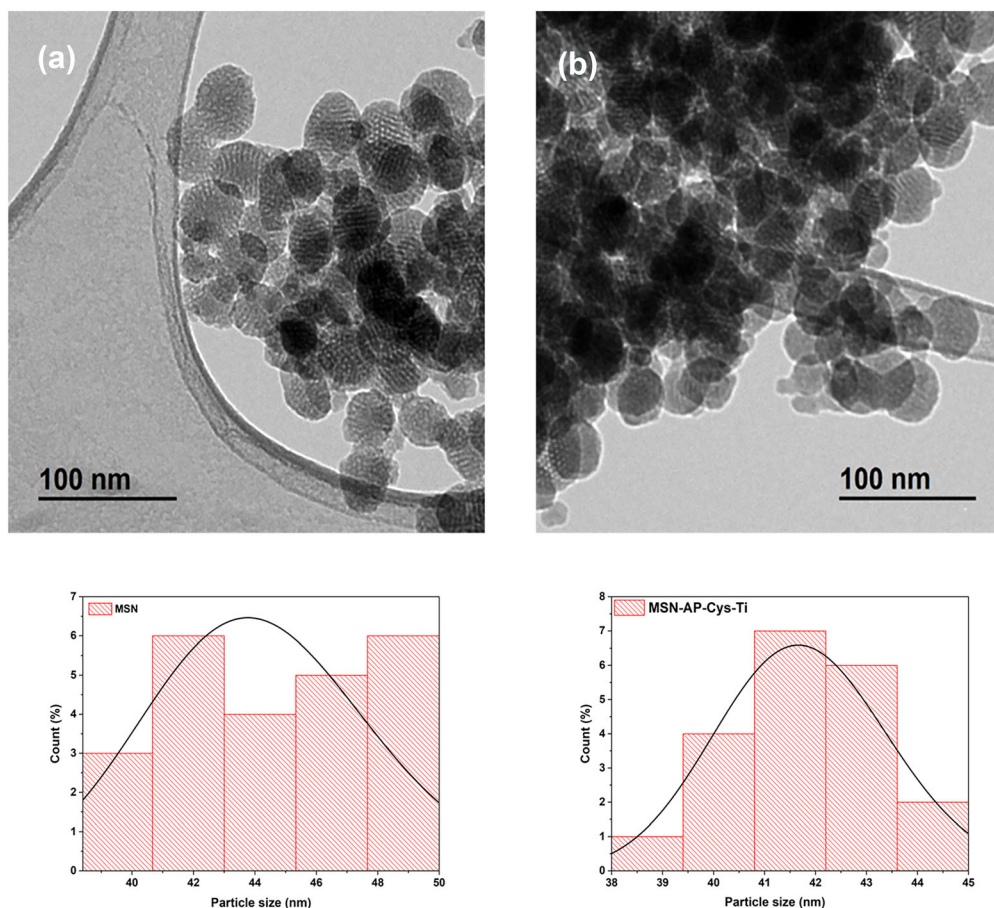 (a)
(b)
100 nm
100 nm
MSN
7
6
5
4
3
2
1
0
Count (%)
40 42 44 46 48 50
Particle size (nm)
MSN-AP-Cys-Ti
8
7
6
5
4
3
2
1
0
Count (%)
38 39 40 41 42 43 44 45
Particle size (nm)